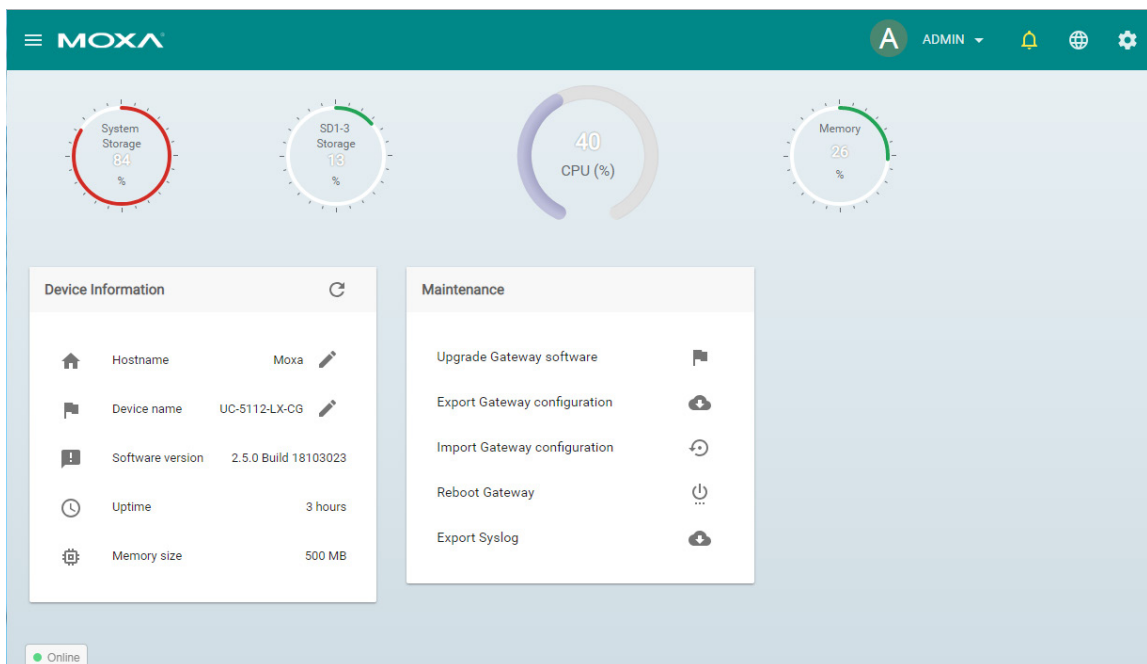 MOXA
A ADMIN
System
Storage
84
%
SD1-3
Storage
13
%
40
CPU (%)
Memory
26
%
Device Information
Hostname Moxa
Device name UC-5112-LX-CG
Software version 2.5.0 Build 18103023
Uptime 3 hours
Memory size 500 MB
Maintenance
Upgrade Gateway software
Export Gateway configuration
Import Gateway configuration
Reboot Gateway
Export Syslog
Online